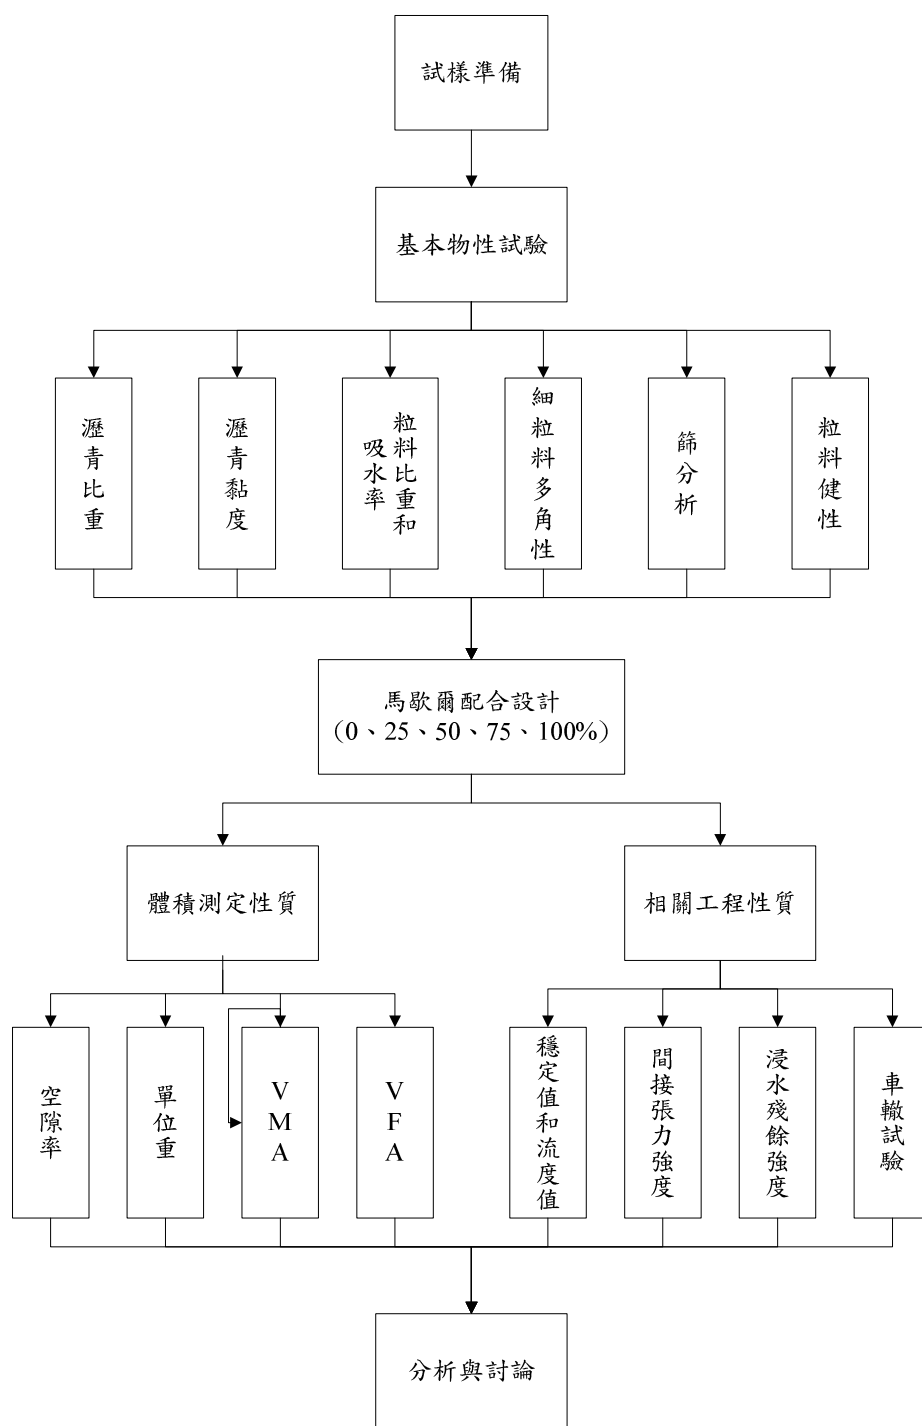 試樣準備
基本物性試驗
瀝青比重
瀝青黏度
粒料比重和
吸水率
細粒料多角性
篩分析
粒料健性
馬歇爾配合設計
（0、25、50、75、100%）
體積測定性質
相關工程性質
空隙率
單位重
VMA
VFA
穩定值和流度值
間接張力強度
浸水殘餘強度
車轍試驗
分析與討論